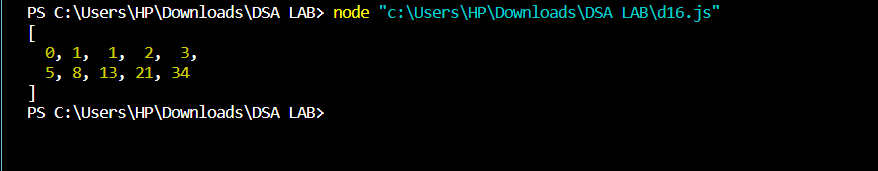 PS C:\Users\HP\Downloads\DSA LAB> node "c:\Users\HP\Downloads\DSA LAB\d16.js"
[
  0, 1,  1,  2,  3,
  5, 8, 13, 21, 34
]
PS C:\Users\HP\Downloads\DSA LAB>